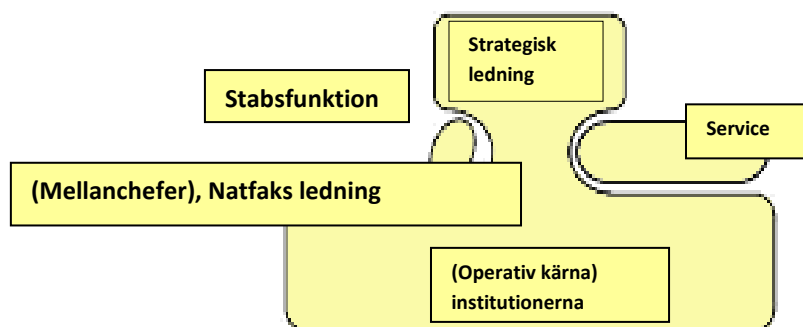 Strategisk
ledning
Stabsfunktion
Service
(Mellanchefer), Natfaks ledning
(Operativ kärna)
institutionerna